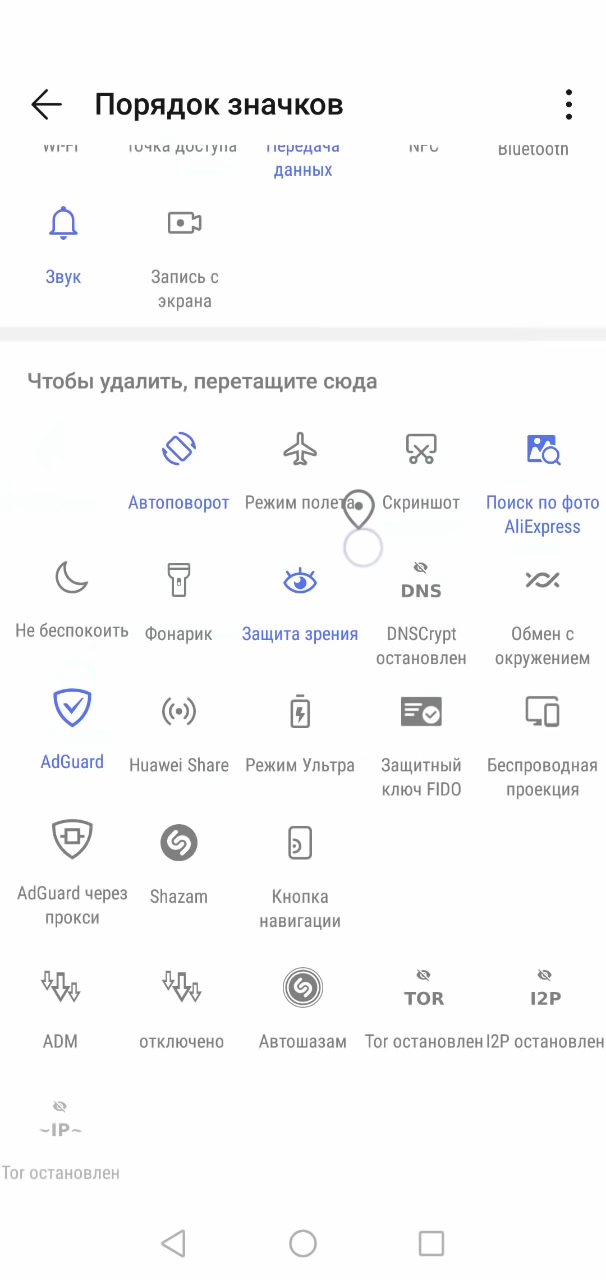 Порядок значков
Wi-Fi Точка доступа Передача данных NFC Bluetooth
Звук
Запись с экрана
Чтобы удалить, перетащите сюда
Автоповорот
Режим полета
Скриншот
Поиск по фото AliExpress
Не беспокоить
Фонарик
Защита зрения
DNS
DNSCrypt остановлен
Обмен с окружением
AdGuard
Huawei Share
Режим Ультра
Защитный ключ FIDO
Беспроводная проекция
AdGuard через прокси
Shazam
Кнопка навигации
ADM
отключено
Автошазам
TOR
Tor остановлен
I2P
I2P остановлен
~IP~
Tor остановлен